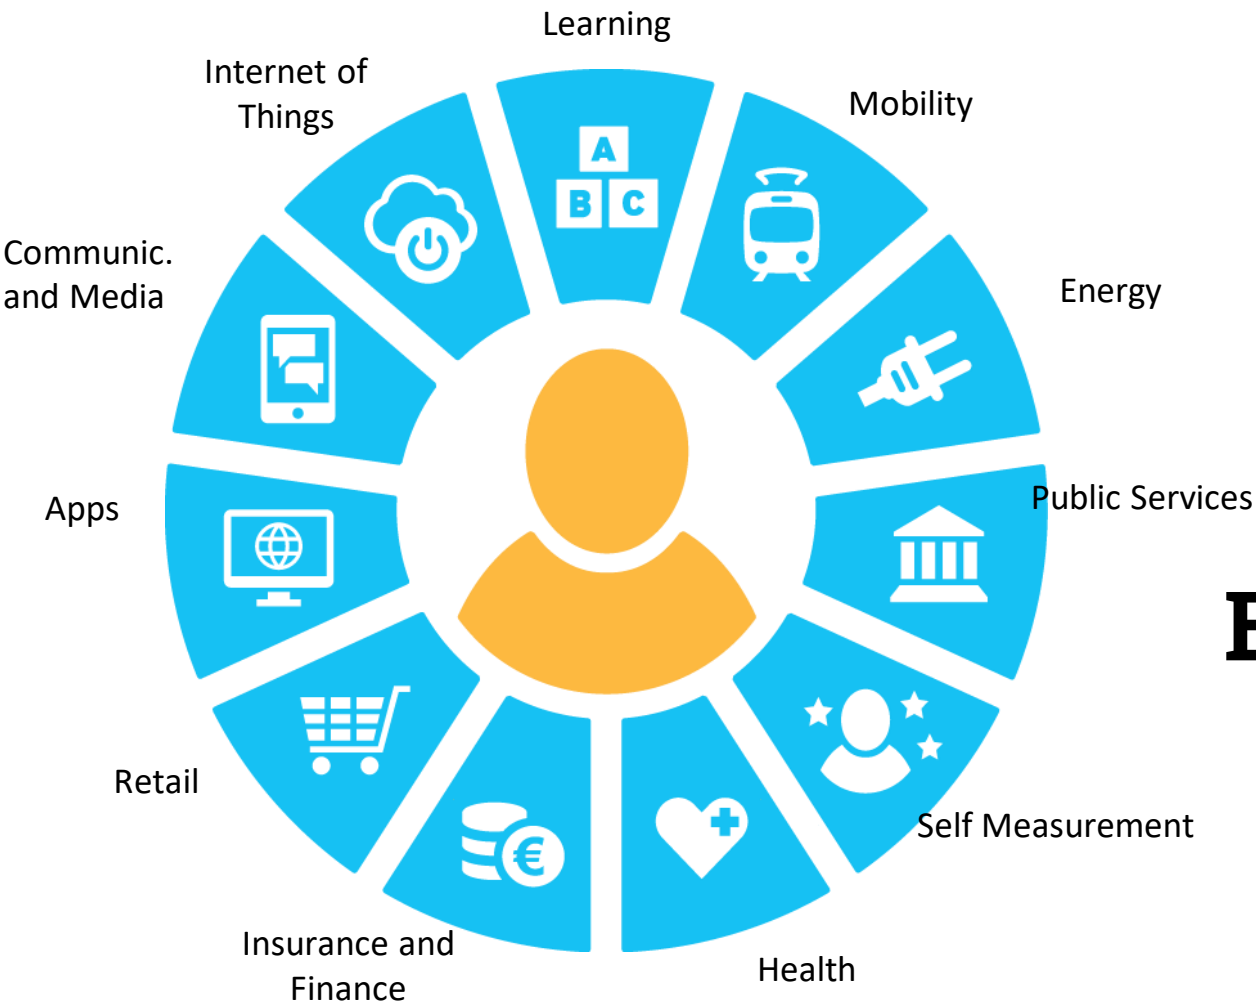 Learning
Internet of
Things
Mobility
A
B C
Communic.
and Media
Energy
Apps
Public Services
Retail
Self Measurement
€
Insurance and
Finance
Health